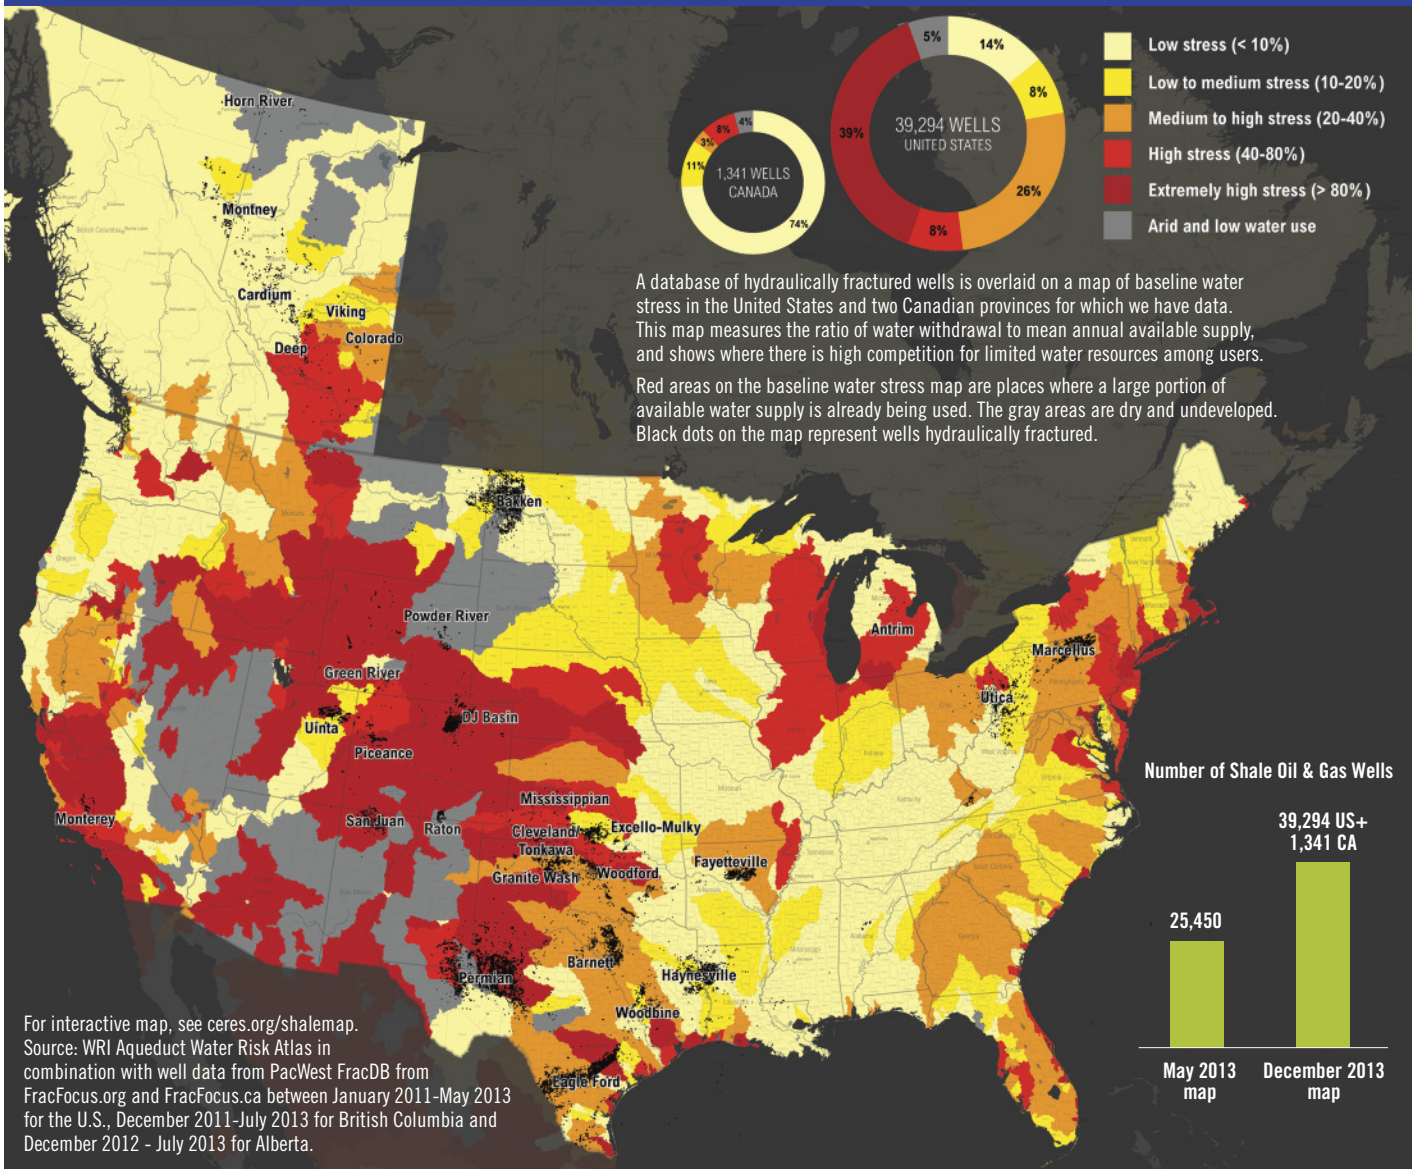 5%
14%
8%
39%
39,294 WELLS
UNITED STATES
26%
8%
4%
8%
3%
11%
1,341 WELLS
CANADA
74%
Low stress (< 10%)
Low to medium stress (10-20%)
Medium to high stress (20-40%)
High stress (40-80%)
Extremely high stress (> 80%)
Arid and low water use
A database of hydraulically fractured wells is overlaid on a map of baseline water
stress in the United States and two Canadian provinces for which we have data.
This map measures the ratio of water withdrawal to mean annual available supply,
and shows where there is high competition for limited water resources among users.
Red areas on the baseline water stress map are places where a large portion of
available water supply is already being used. The gray areas are dry and undeveloped.
Black dots on the map represent wells hydraulically fractured.
Horn River
Montney
Cardium
Viking
Colorado
Deep
Bakken
Powder River
Antrim
Marcellus
Green River
Utica
Uinta
DJ Basin
Piceance
Mississippian
Monterey
San Juan
Raton
Cleveland/
Tonkawa
Excello-Mulky
Fayetteville
Granite Wash
Woodford
Barnett
Haynesville
Permian
Woodbine
Eagle Ford
Number of Shale Oil & Gas Wells
39,294 US+
1,341 CA
25,450
May 2013
map
December 2013
map
For interactive map, see ceres.org/shalemap.
Source: WRI Aqueduct Water Risk Atlas in
combination with well data from PacWest FracDB from
FracFocus.org and FracFocus.ca between January 2011-May 2013
for the U.S., December 2011-July 2013 for British Columbia and
December 2012 - July 2013 for Alberta.